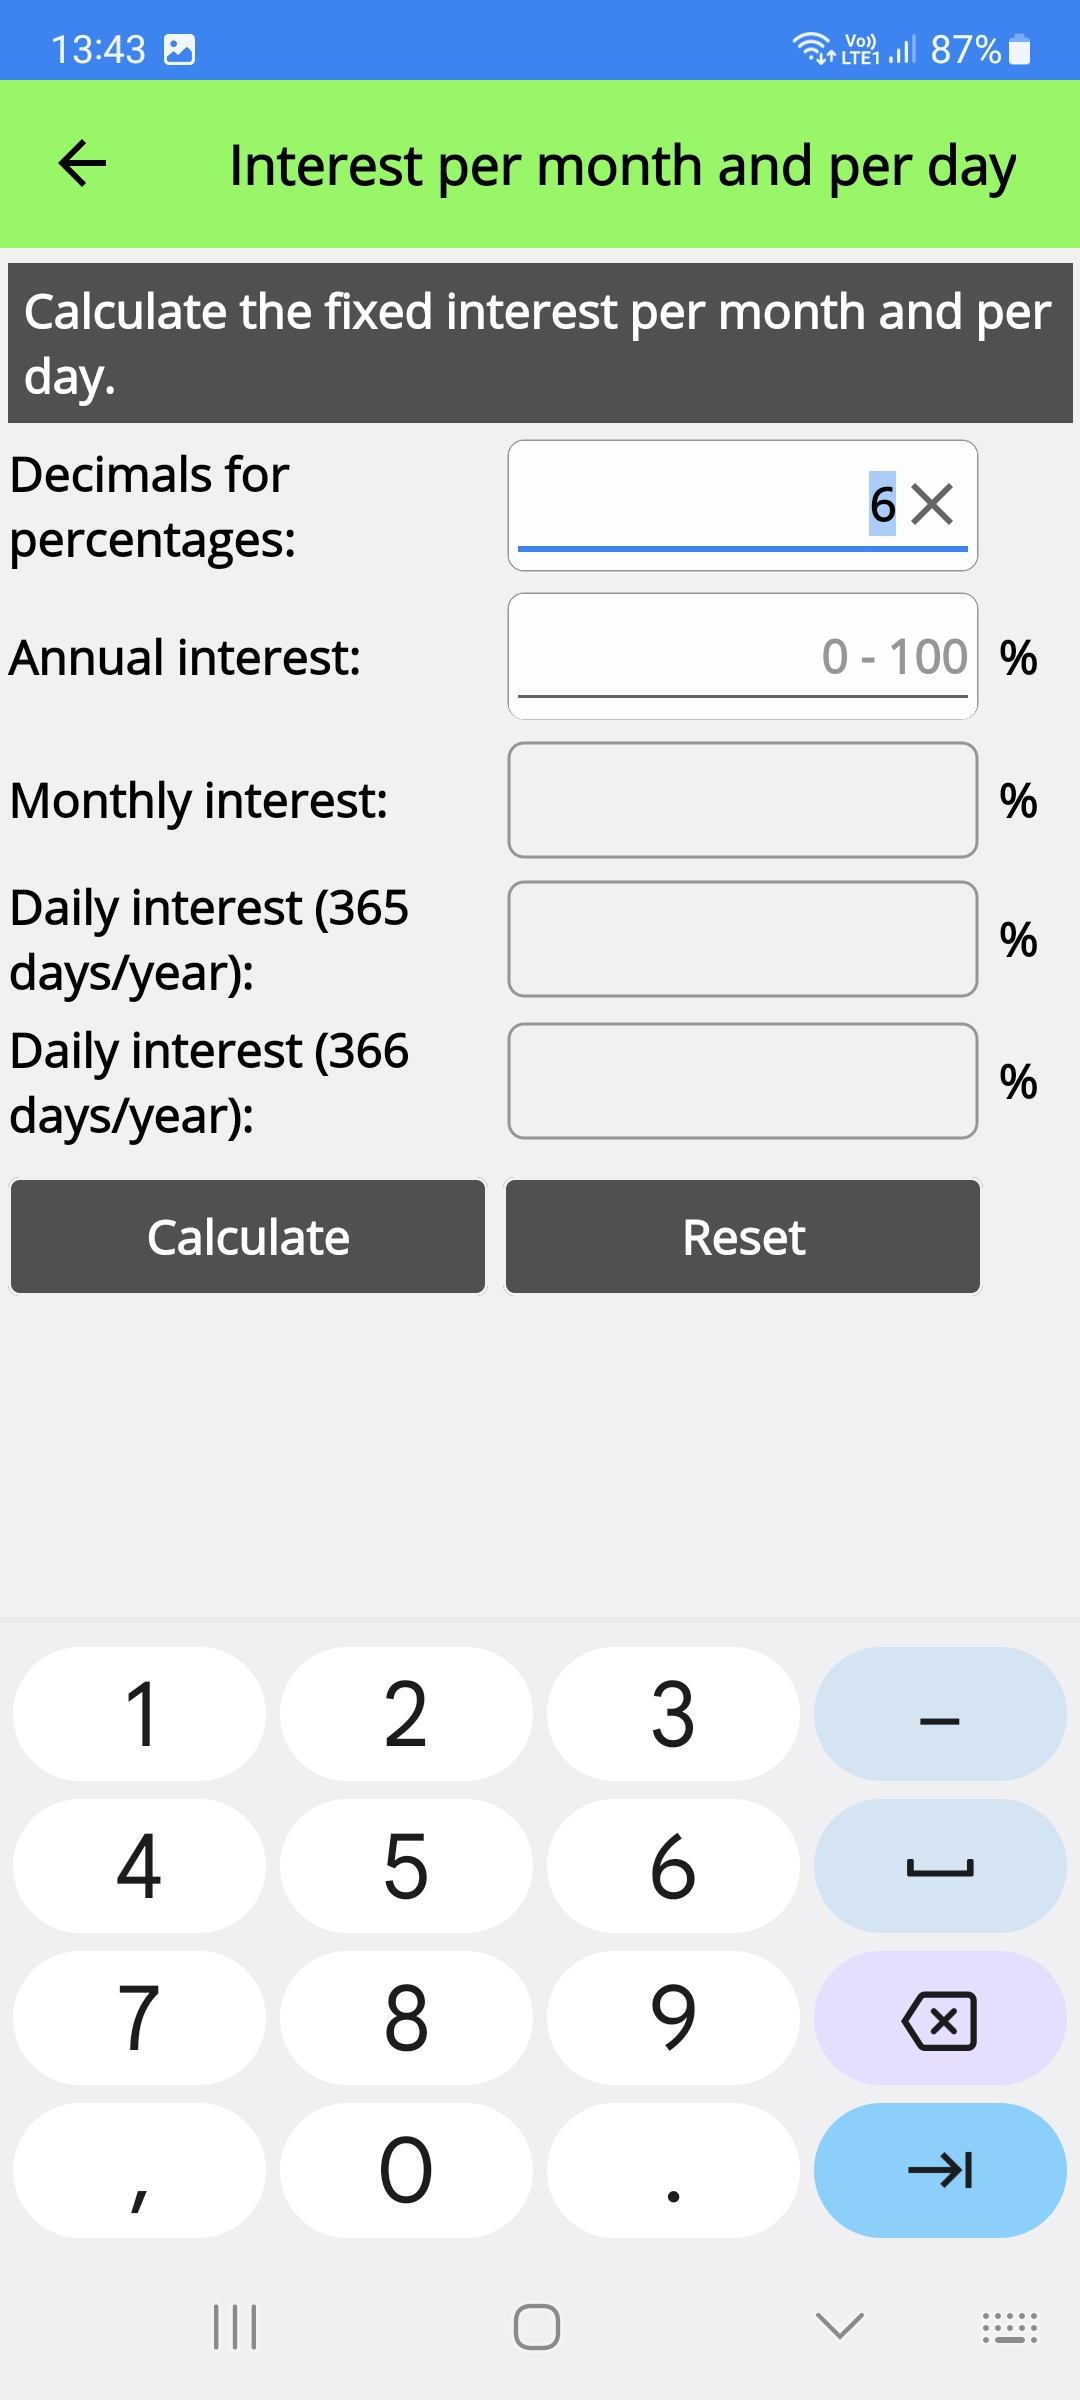 13:43 Vo)) LTE1 87%
Interest per month and per day
Calculate the fixed interest per month and per
day.
Decimals for
percentages:
6
Annual interest:
0 - 100 %
Monthly interest:
%
Daily interest (365
days/year):
%
Daily interest (366
days/year):
%
Calculate Reset
1 2 3 –
4 5 6
7 8 9
, 0 .